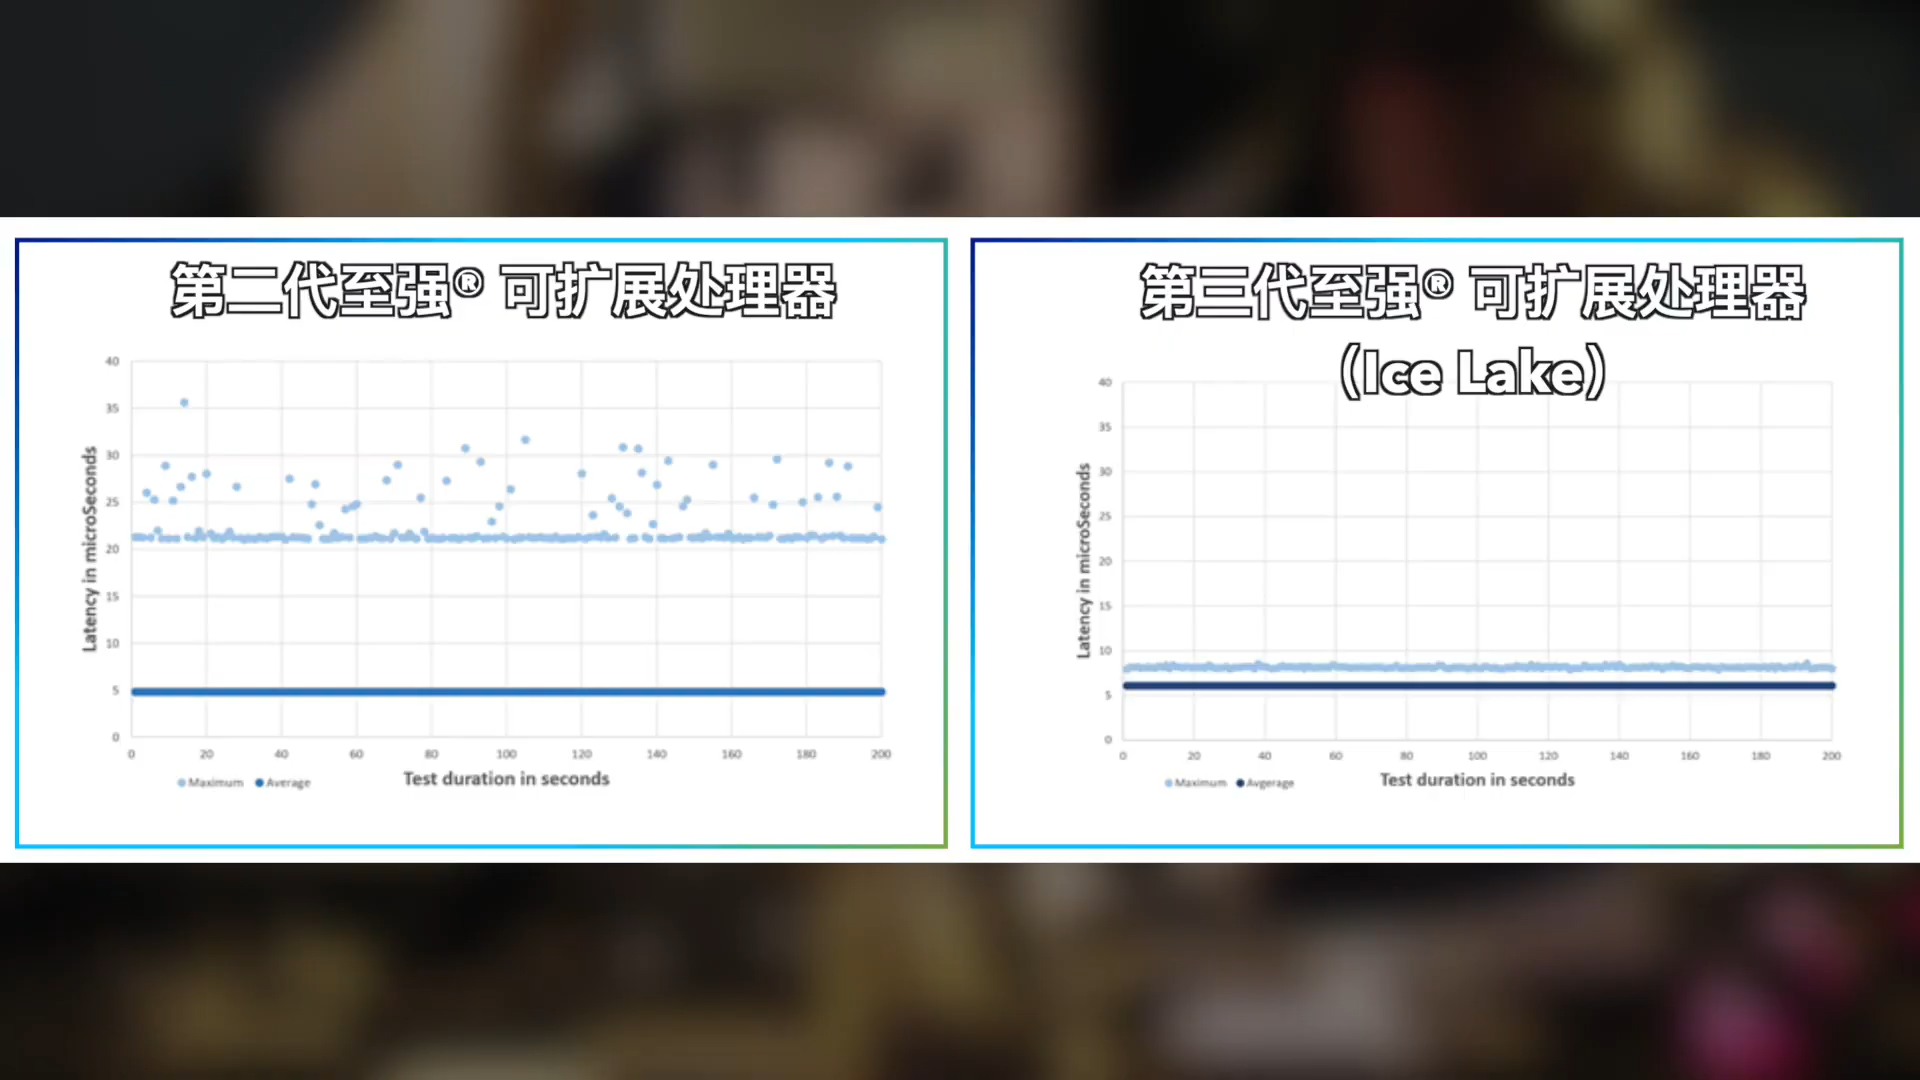 第二代至强® 可扩展处理器
40
35
30
25
20
15
10
5
0
Latency in microSeconds
0 20 40 60 80 100 120 140 160 180 200
Maximum Average
Test duration in seconds
第三代至强® 可扩展处理器
(Ice Lake)
40
35
30
25
20
15
10
5
0
Latency in microSeconds
0 20 40 60 80 100 120 140 160 180 200
Maximum Avgerage
Test duration in seconds